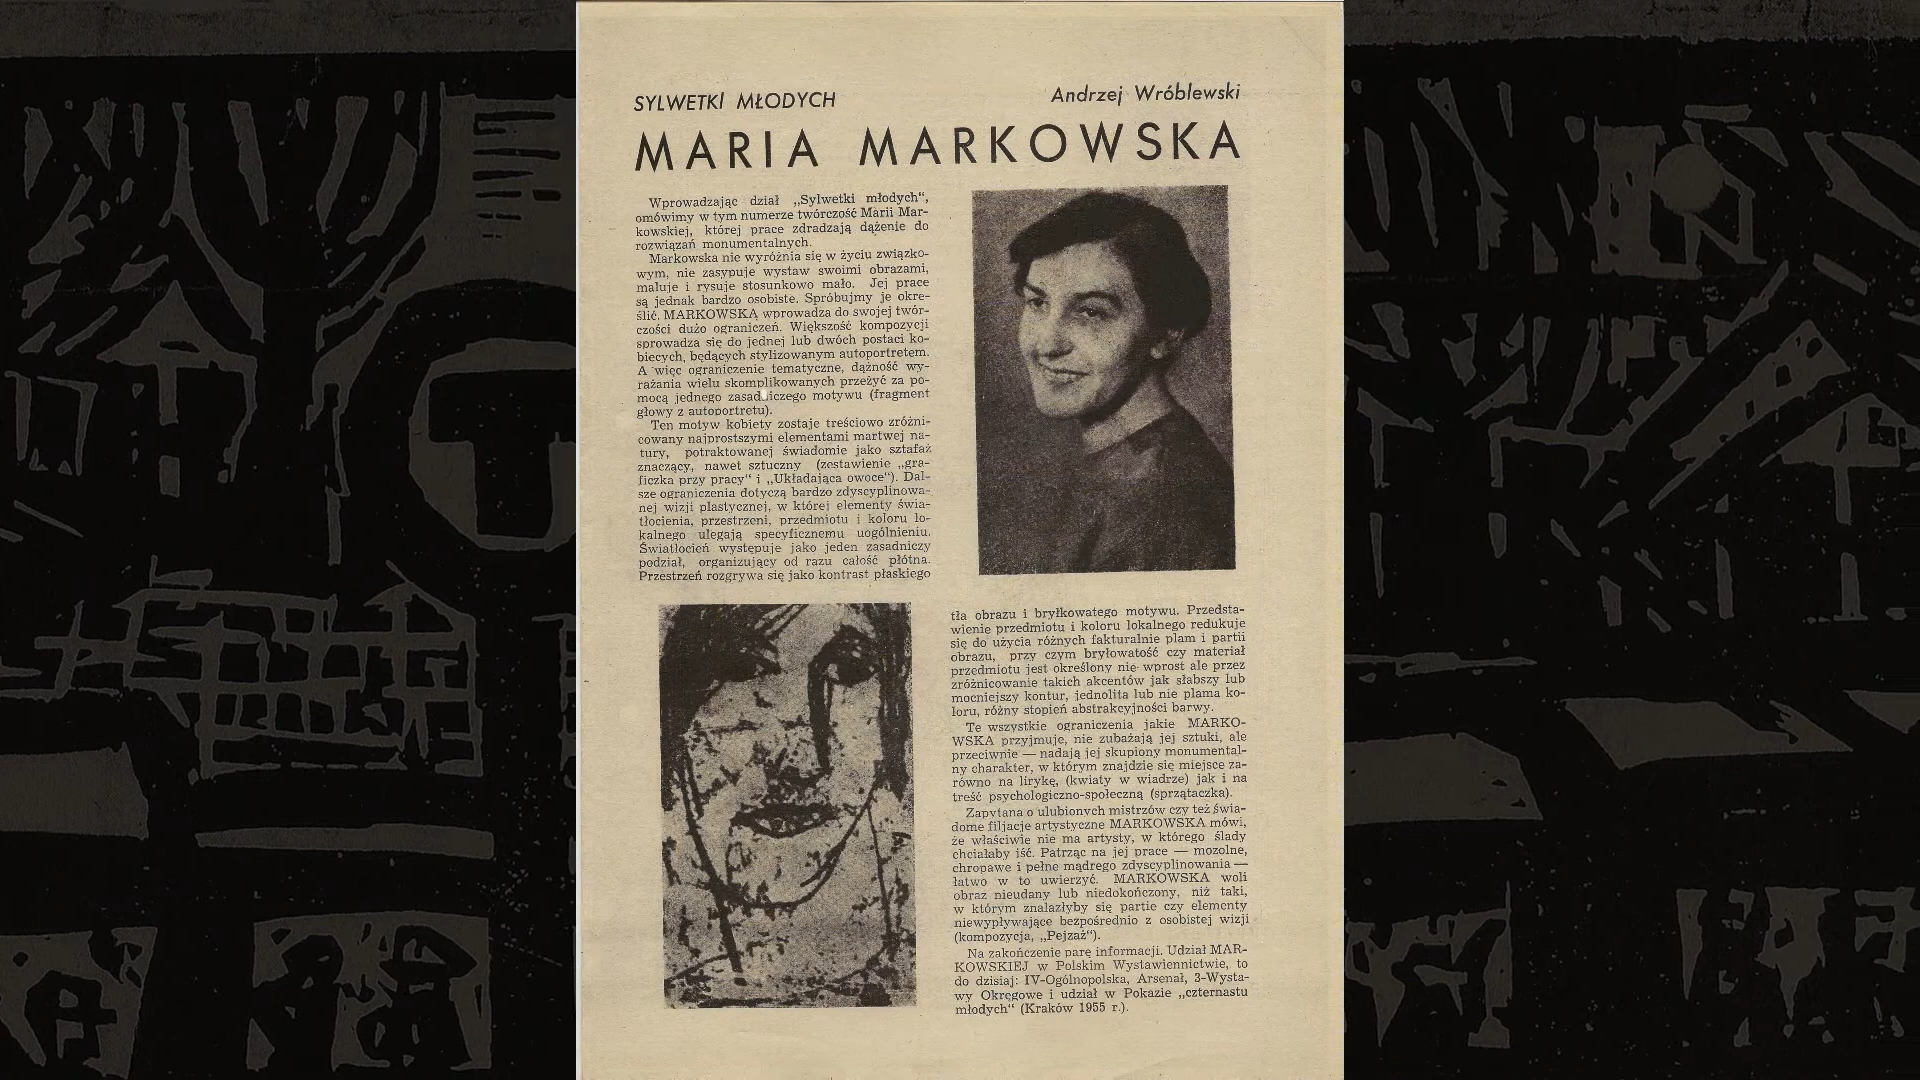 SYLWETKI MŁODYCH
Andrzej Wróblewski
MARIA MARKOWSKA
Wprowadzając dział „Sylwetki młodych",
omówimy w tym numerze twórczość Marii Mar-
kowskiej, której prace zdradzają dążenie do
rozwiązań monumentalnych.
Markowska nie wyróżnia się w życiu związko-
wym, nie zasypuje wystaw swoimi obrazami,
maluje i rysuje stosunkowo mało. Jej prace
są jednak bardzo osobiste. Spróbujmy je okre-
ślić. MARKOWSKA wprowadza do swojej twór-
czości dużo ograniczeń. Większość kompozycji
sprowadza się do jednej lub dwóch postaci ko-
biecych, będących stylizowanym autoportretem.
A więc ograniczenie tematyczne, dążność wy-
rażania wielu skomplikowanych przeżyć za po-
mocą jednego zasadniczego motywu (fragment
głowy z autoportretu).
Ten motyw kobiety zostaje treściowo zróżni-
cowany najprostszymi elementami martwej na-
tury, potraktowanej świadomie jako sztafaż
znaczący, nawet sztuczny (zestawienie „gra-
ficzka przy pracy" i „Układająca owoce"). Dal-
sze ograniczenia dotyczą bardzo zdyscyplinowa-
nej wizji plastycznej, w której elementy świa-
tłocienia, przestrzeni, przedmiotu i koloru lo-
kalnego ulegają specyficznemu uogólnieniu.
Światłocień występuje jako jeden zasadniczy
podział, organizujący od razu całość płótna.
Przestrzeń rozgrywa się jako kontrast płaskiego
tła obrazu i bryłkowatego motywu. Przedsta-
wienie przedmiotu i koloru lokalnego redukuje
się do użycia różnych fakturalnie plam i partii
obrazu, przy czym bryłowatość czy materiał
przedmiotu jest określony nie wprost ale przez
zróżnicowanie takich akcentów jak słabszy lub
mocniejszy kontur, jednolita lub nie plama ko-
loru, różny stopień abstrakcyjności barwy.
Te wszystkie ograniczenia jakie MARKO-
WSKA przyjmuje, nie zubażają jej sztuki, ale
przeciwnie — nadają jej skupiony monumental-
ny charakter, w którym znajdzie się miejsce za-
równo na lirykę, (kwiaty w wiadrze) jak i na
treść psychologiczno-społeczną (sprzątaczka).
Zapytana o ulubionych mistrzów czy też świa-
dome filjacje artystyczne MARKOWSKA mówi,
że właściwie nie ma artysty, w którego ślady
chciałaby iść. Patrząc na jej prace — mozolne,
chropawe i pełne mądrego zdyscyplinowania —
łatwo w to uwierzyć. MARKOWSKA woli
obraz nieudany lub niedokończony, niż taki,
w którym znalazłyby się partie czy elementy
niewypływające bezpośrednio z osobistej wizji
(kompozycja, „Pejzaż").
Na zakończenie parę informacji. Udział MAR-
KOWSKIEJ w Polskim Wystawiennictwie, to
do dzisiaj: IV-Ogólnopolska, Arsenał, 3-Wysta-
wy Okręgowe i udział w Pokazie „czternastu
młodych" (Kraków 1955 r.).